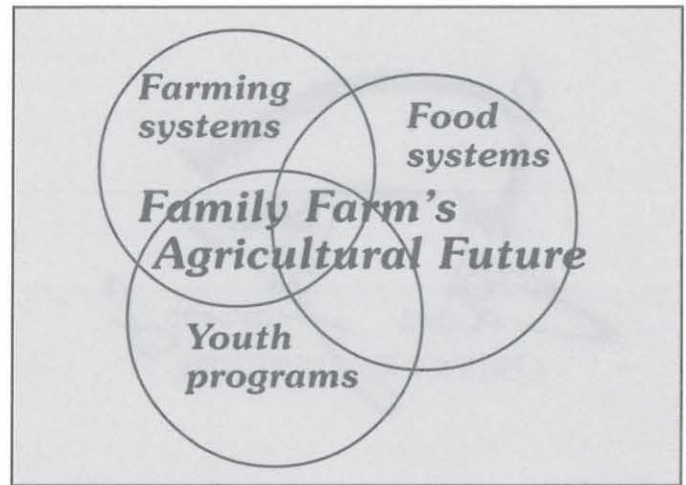 Farming
systems
Food
systems
Family Farm's
Agricultural Future
Youth
programs